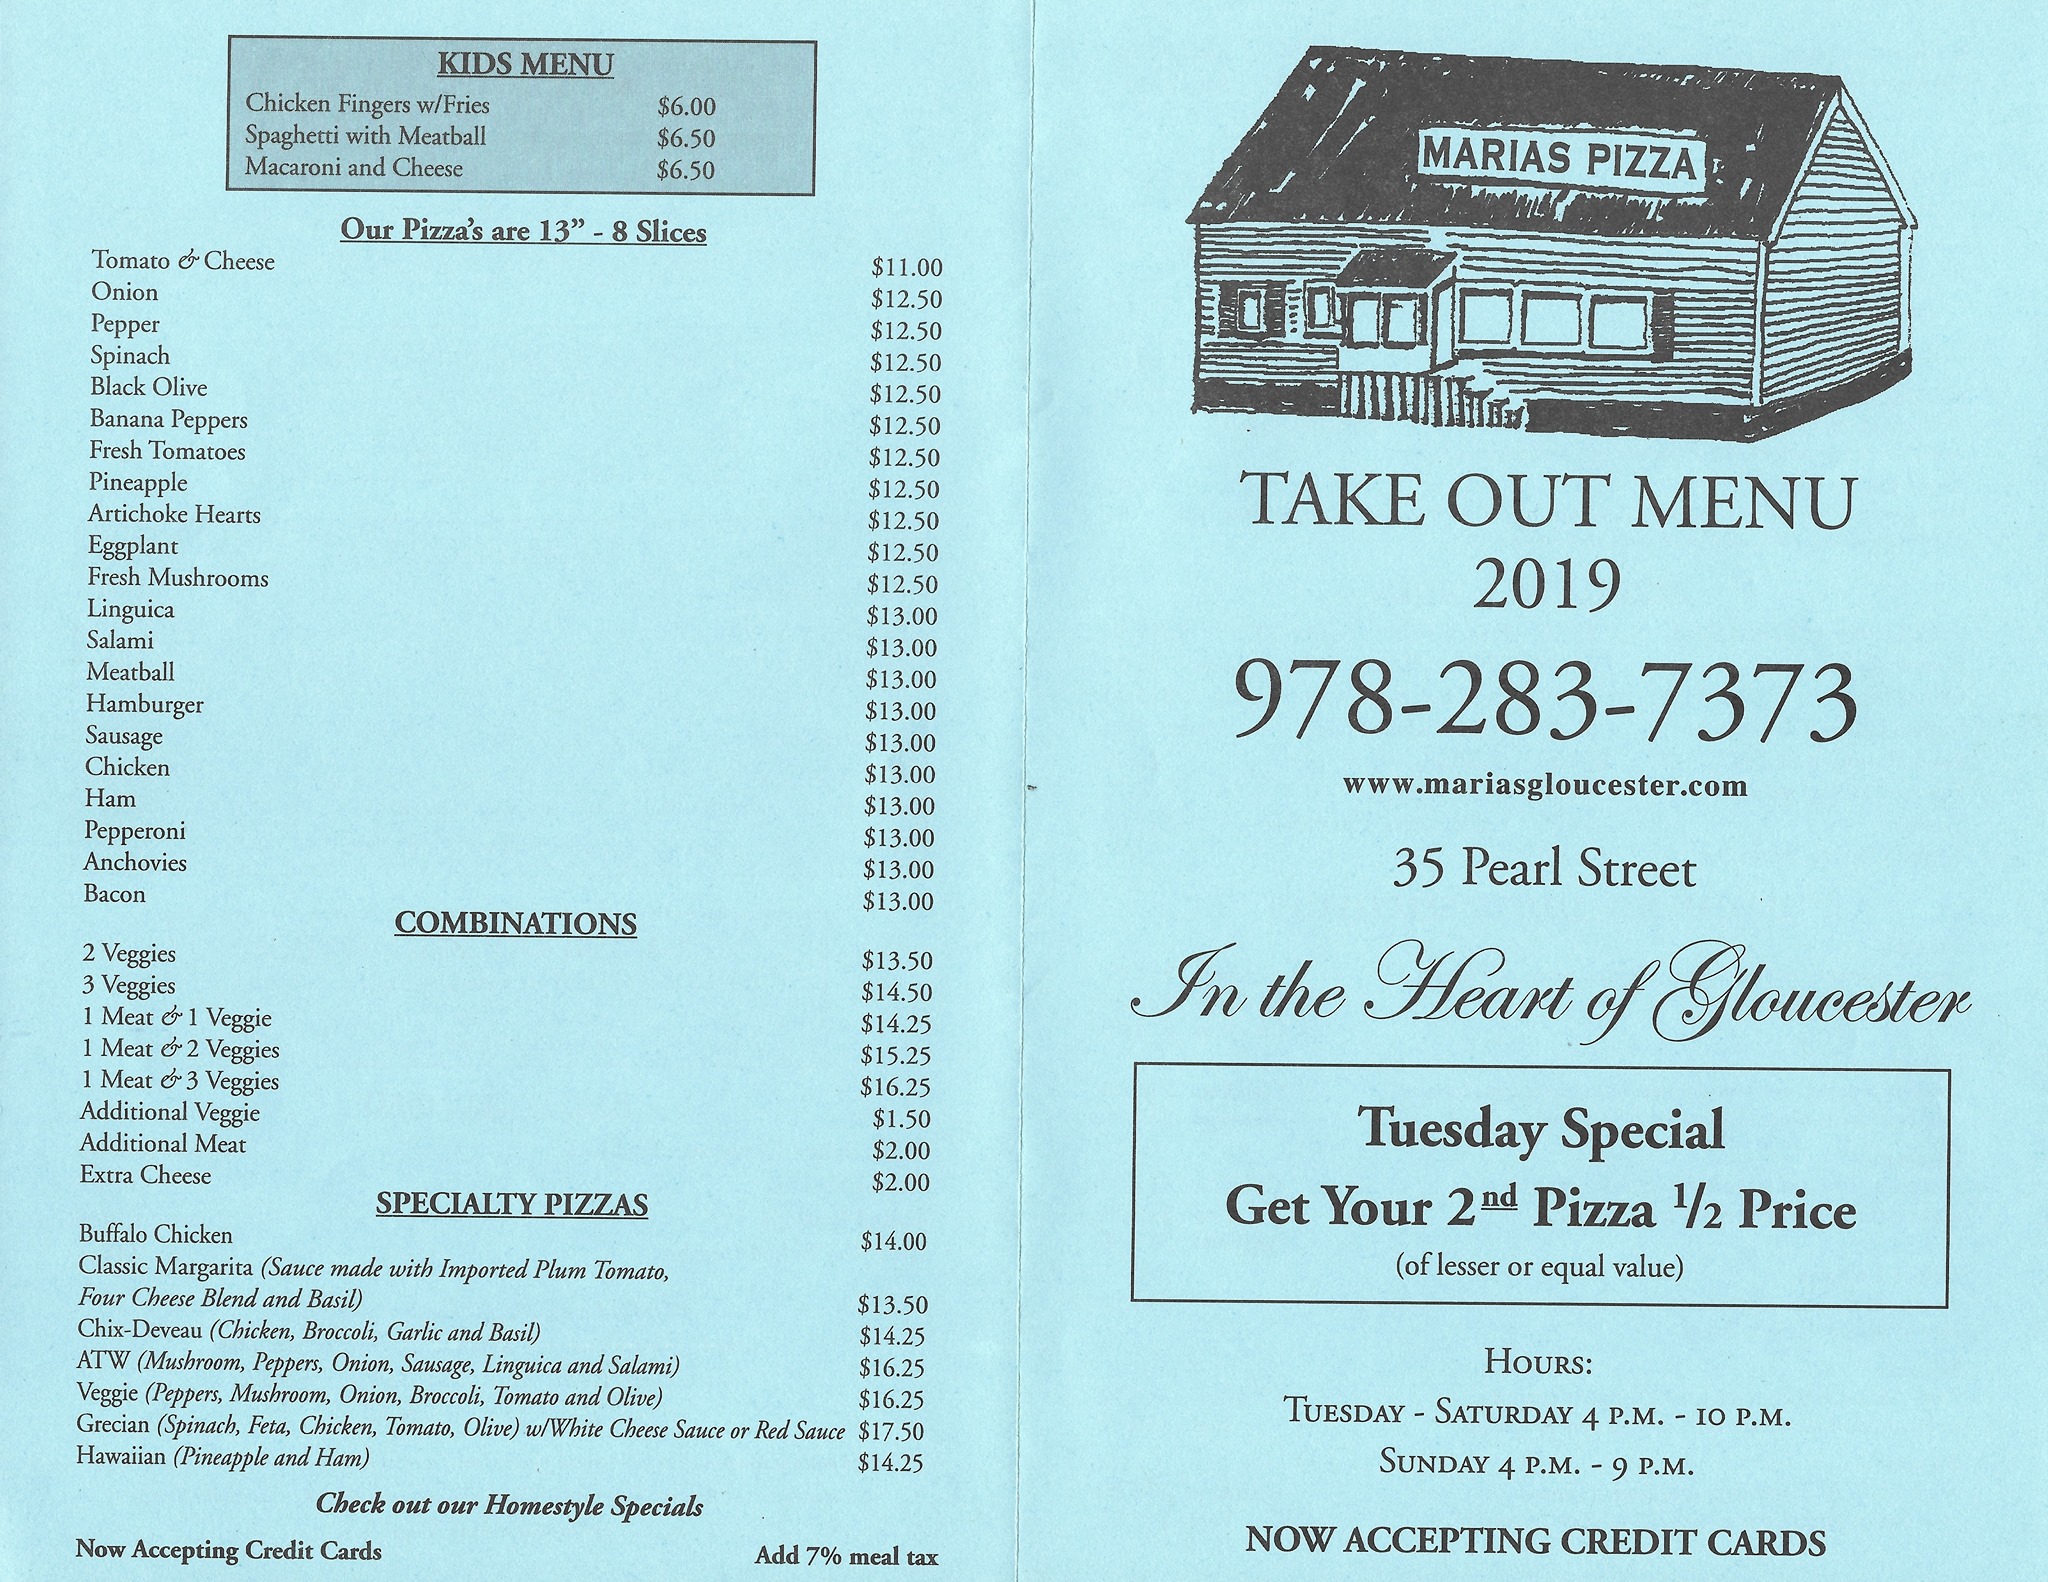 KIDS MENU
Chicken Fingers w/Fries $6.00
Spaghetti with Meatball $6.50
Macaroni and Cheese $6.50
Our Pizza's are 13” - 8 Slices
Tomato & Cheese $11.00
Onion $12.50
Pepper $12.50
Spinach $12.50
Black Olive $12.50
Banana Peppers $12.50
Fresh Tomatoes $12.50
Pineapple $12.50
Artichoke Hearts $12.50
Eggplant $12.50
Fresh Mushrooms $12.50
Linguica $13.00
Salami $13.00
Meatball $13.00
Hamburger $13.00
Sausage $13.00
Chicken $13.00
Ham $13.00
Pepperoni $13.00
Anchovies $13.00
Bacon $13.00
COMBINATIONS
2 Veggies $13.50
3 Veggies $14.50
1 Meat & 1 Veggie $14.25
1 Meat & 2 Veggies $15.25
1 Meat & 3 Veggies $16.25
Additional Veggie $1.50
Additional Meat $2.00
Extra Cheese $2.00
SPECIALTY PIZZAS
Buffalo Chicken $14.00
Classic Margarita (Sauce made with Imported Plum Tomato,
Four Cheese Blend and Basil) $13.50
Chix-Deveau (Chicken, Broccoli, Garlic and Basil) $14.25
ATW (Mushroom, Peppers, Onion, Sausage, Linguica and Salami) $16.25
Veggie (Peppers, Mushroom, Onion, Broccoli, Tomato and Olive) $16.25
Grecian (Spinach, Feta, Chicken, Tomato, Olive) w/White Cheese Sauce or Red Sauce $17.50
Hawaiian (Pineapple and Ham) $14.25
Check out our Homestyle Specials
Now Accepting Credit Cards Add 7% meal tax
MARIAS PIZZA
TAKE OUT MENU
2019
978-283-7373
www.mariasgloucester.com
35 Pearl Street
In the Heart of Gloucester
Tuesday Special
Get Your 2nd Pizza 1/2 Price
(of lesser or equal value)
HOURS:
TUESDAY - SATURDAY 4 P.M. - 10 P.M.
SUNDAY 4 P.M. - 9 P.M.
NOW ACCEPTING CREDIT CARDS